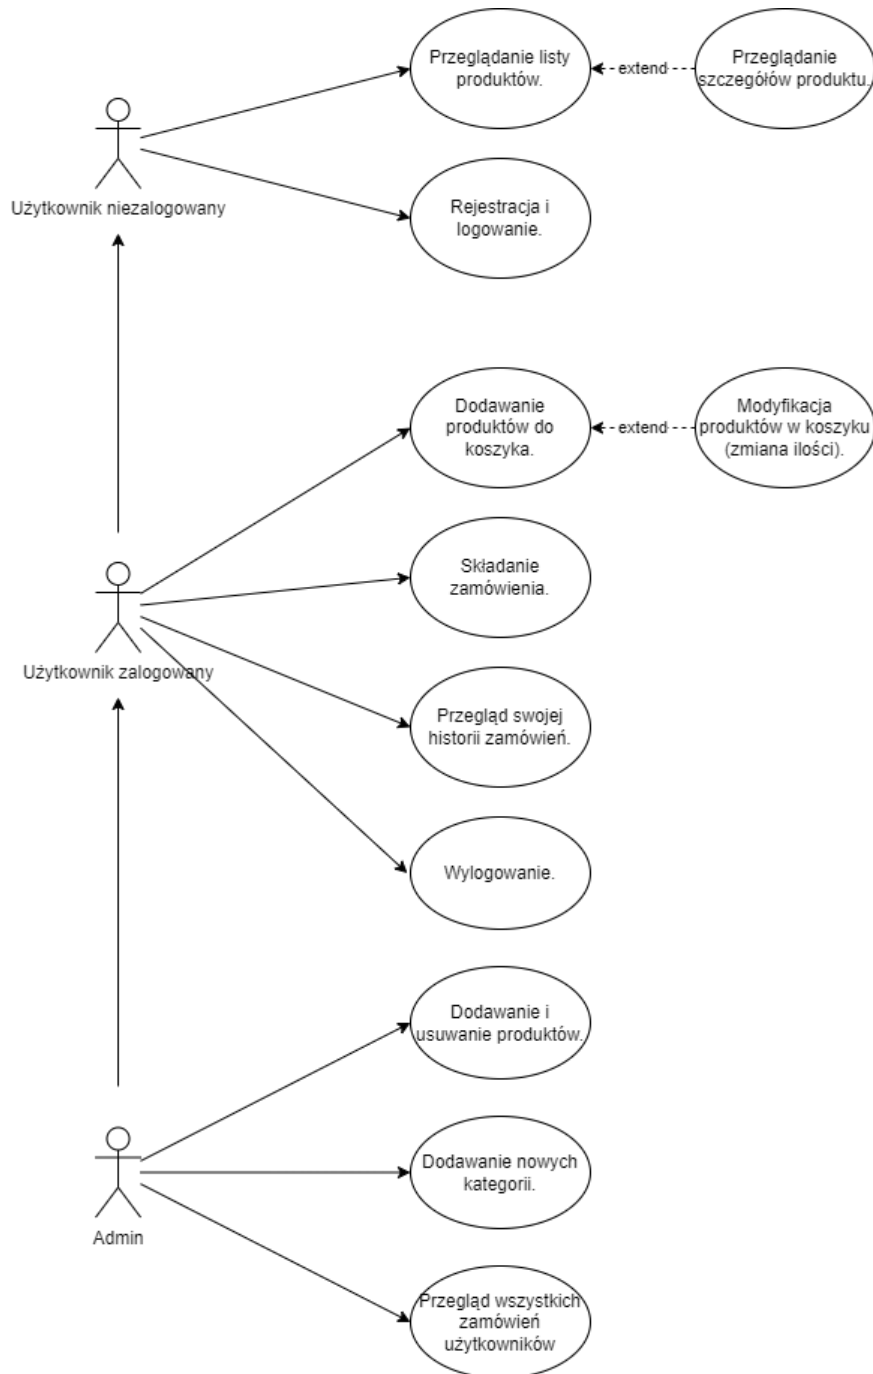 Przeglądanie listy
produktów.
extend
Przeglądanie
szczegółów produktu.
Użytkownik niezalogowany
Rejestracja i
logowanie.
Dodawanie
produktów do
koszyka.
extend
Modyfikacja
produktów w koszyku
(zmiana ilości).
Składanie
zamówienia.
Użytkownik zalogowany
Przegląd swojej
historii zamówień.
Wylogowanie.
Dodawanie i
usuwanie produktów.
Dodawanie nowych
kategorii.
Admin
Przegląd wszystkich
zamówień
użytkowników